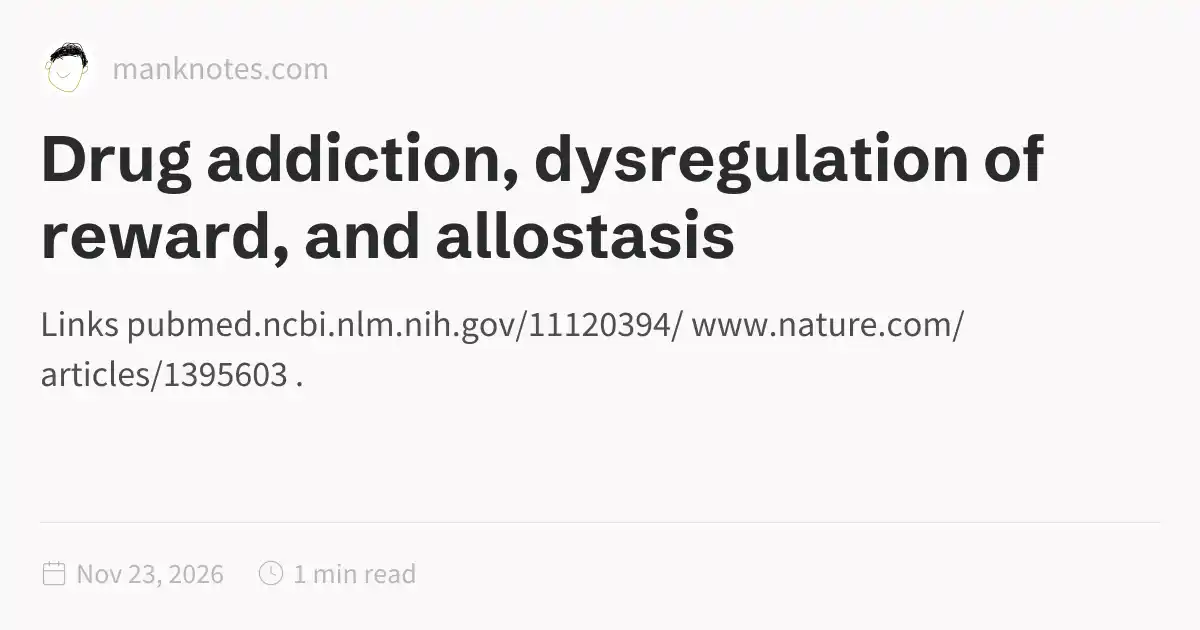 manknotes.com
Drug addiction, dysregulation of
reward, and allostasis
Links pubmed.ncbi.nlm.nih.gov/11120394/ www.nature.com/
articles/1395603 .
Nov 23, 2026 1 min read